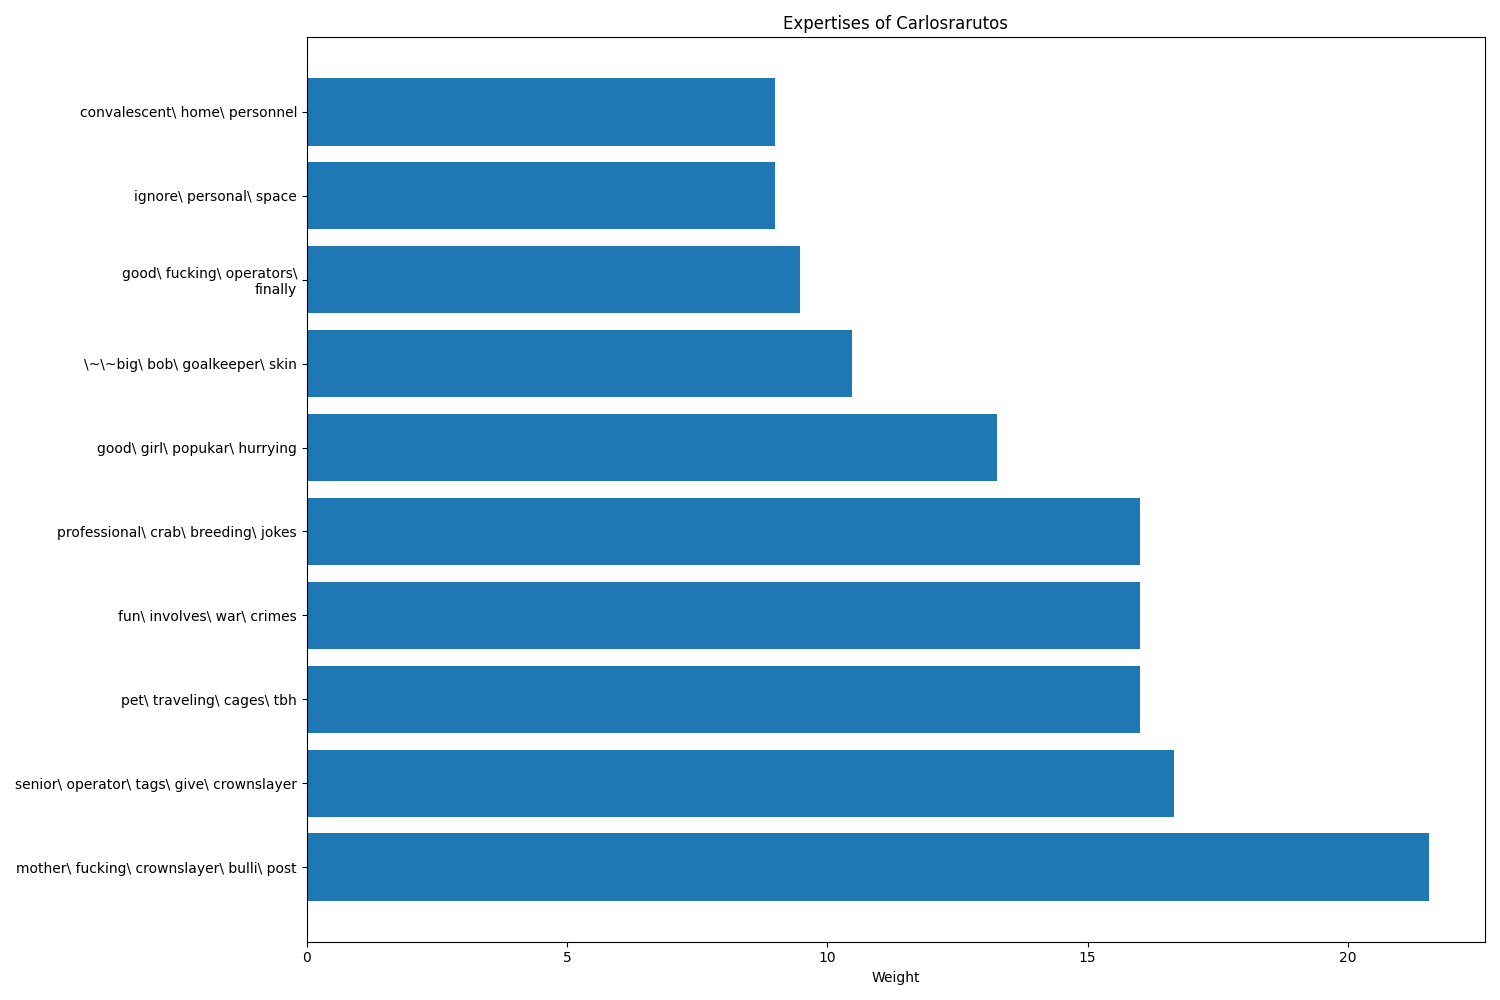 Expertises of Carlosrarutos
convalescent\ home\ personnel
ignore\ personal\ space
good\ fucking\ operators\
finally
\~\~big\ bob\ goalkeeper\ skin
good\ girl\ popukar\ hurrying
professional\ crab\ breeding\ jokes
fun\ involves\ war\ crimes
pet\ traveling\ cages\ tbh
senior\ operator\ tags\ give\ crownslayer
mother\ fucking\ crownslayer\ bulli\ post
0 5 10 15 20
Weight